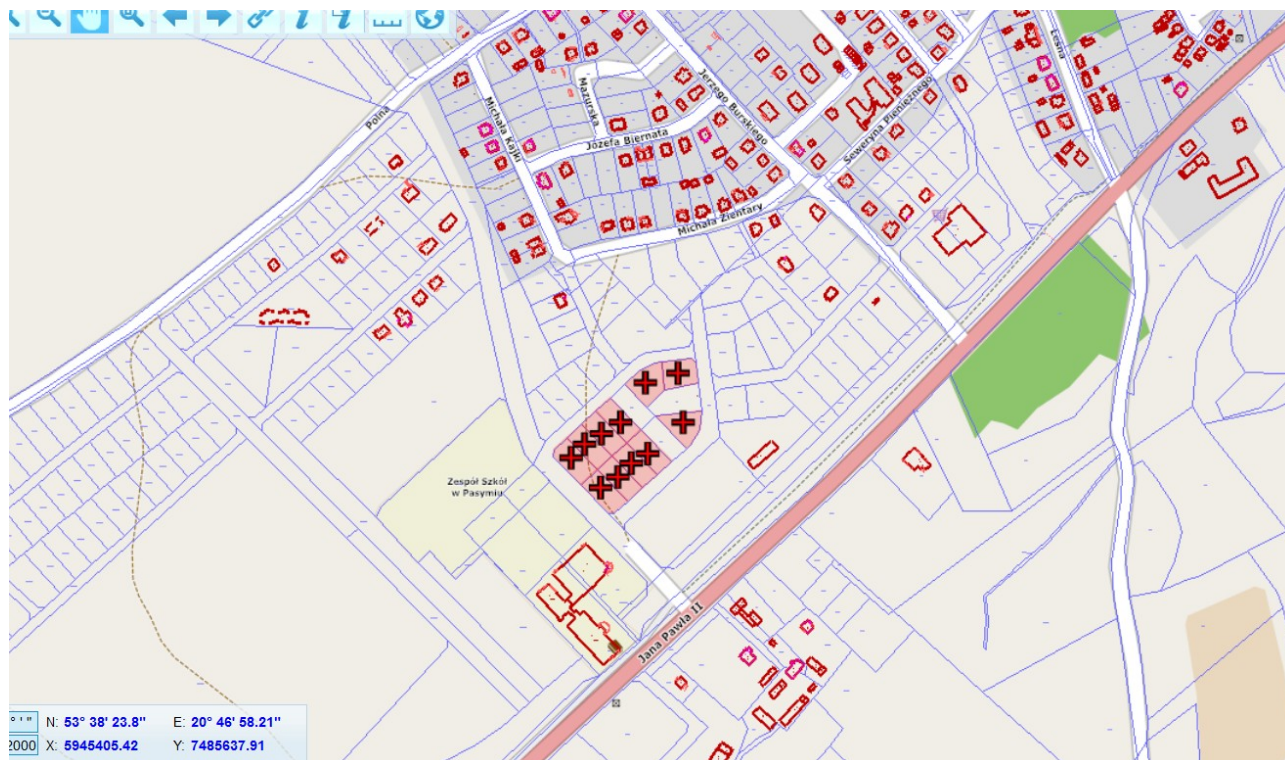 Polna
Michała Kajki
Mazurska
Józefa Biernata
Jerzego Burskiego
Seweryna Pieniężnego
Leśna
Michała Zientary
Zespół Szkół
w Pasymiu
Jana Pawła II
° ' " N: 53° 38' 23.8" E: 20° 46' 58.21"
2000 X: 5945405.42 Y: 7485637.91